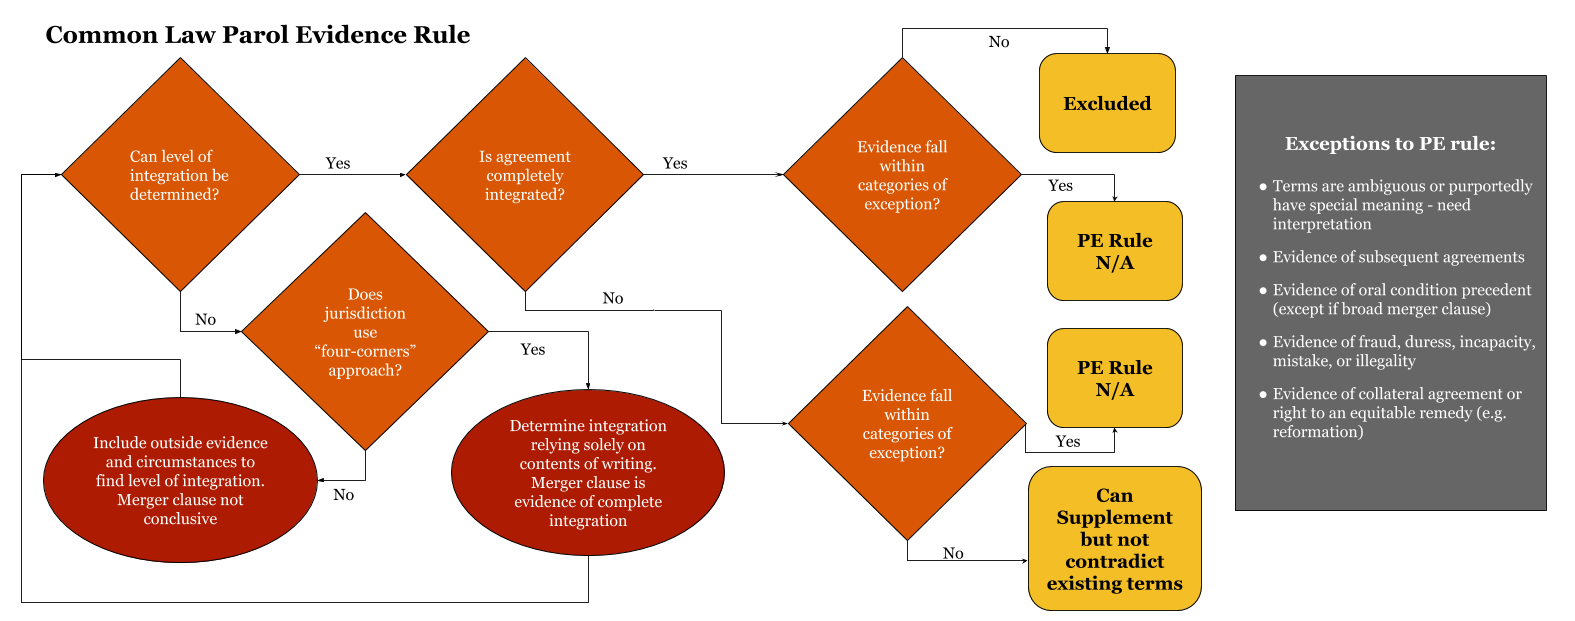 Common Law Parol Evidence Rule
Can level of
integration be
determined?
Yes
Is agreement
completely
integrated?
Yes
Evidence fall
within
categories of
exception?
No
Excluded
Yes
PE Rule
N/A
No
Does
jurisdiction
use
“four-corners”
approach?
Yes
No
Include outside evidence
and circumstances to
find level of integration.
Merger clause not
conclusive
Determine integration
relying solely on
contents of writing.
Merger clause is
evidence of complete
integration
No
Evidence fall
within
categories of
exception?
Yes
PE Rule
N/A
No
Can
Supplement
but not
contradict
existing terms
Exceptions to PE rule:
● Terms are ambiguous or purportedly
have special meaning - need
interpretation
● Evidence of subsequent agreements
● Evidence of oral condition precedent
(except if broad merger clause)
● Evidence of fraud, duress, incapacity,
mistake, or illegality
● Evidence of collateral agreement or
right to an equitable remedy (e.g.
reformation)